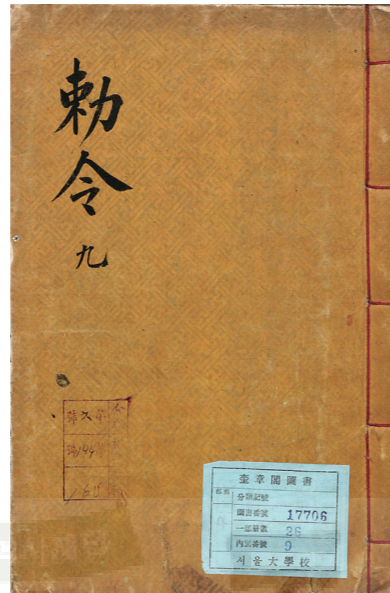 勅令
九
奎章閣圖書
分類記號
圖書番號 17706
一部冊數 26
內表番號 9
서울大學校